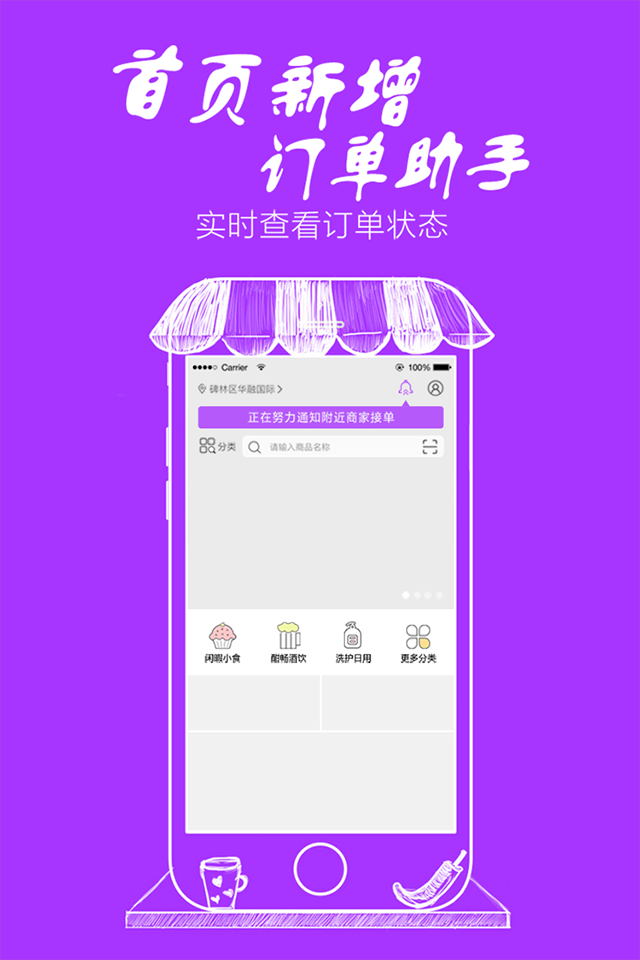 首页新增
订单助手
实时查看订单状态
Carrier 100%
碑林区华融国际
正在努力通知附近商家接单
分类 请输入商品名称
闲暇小食 酣畅酒饮 洗护日用 更多分类